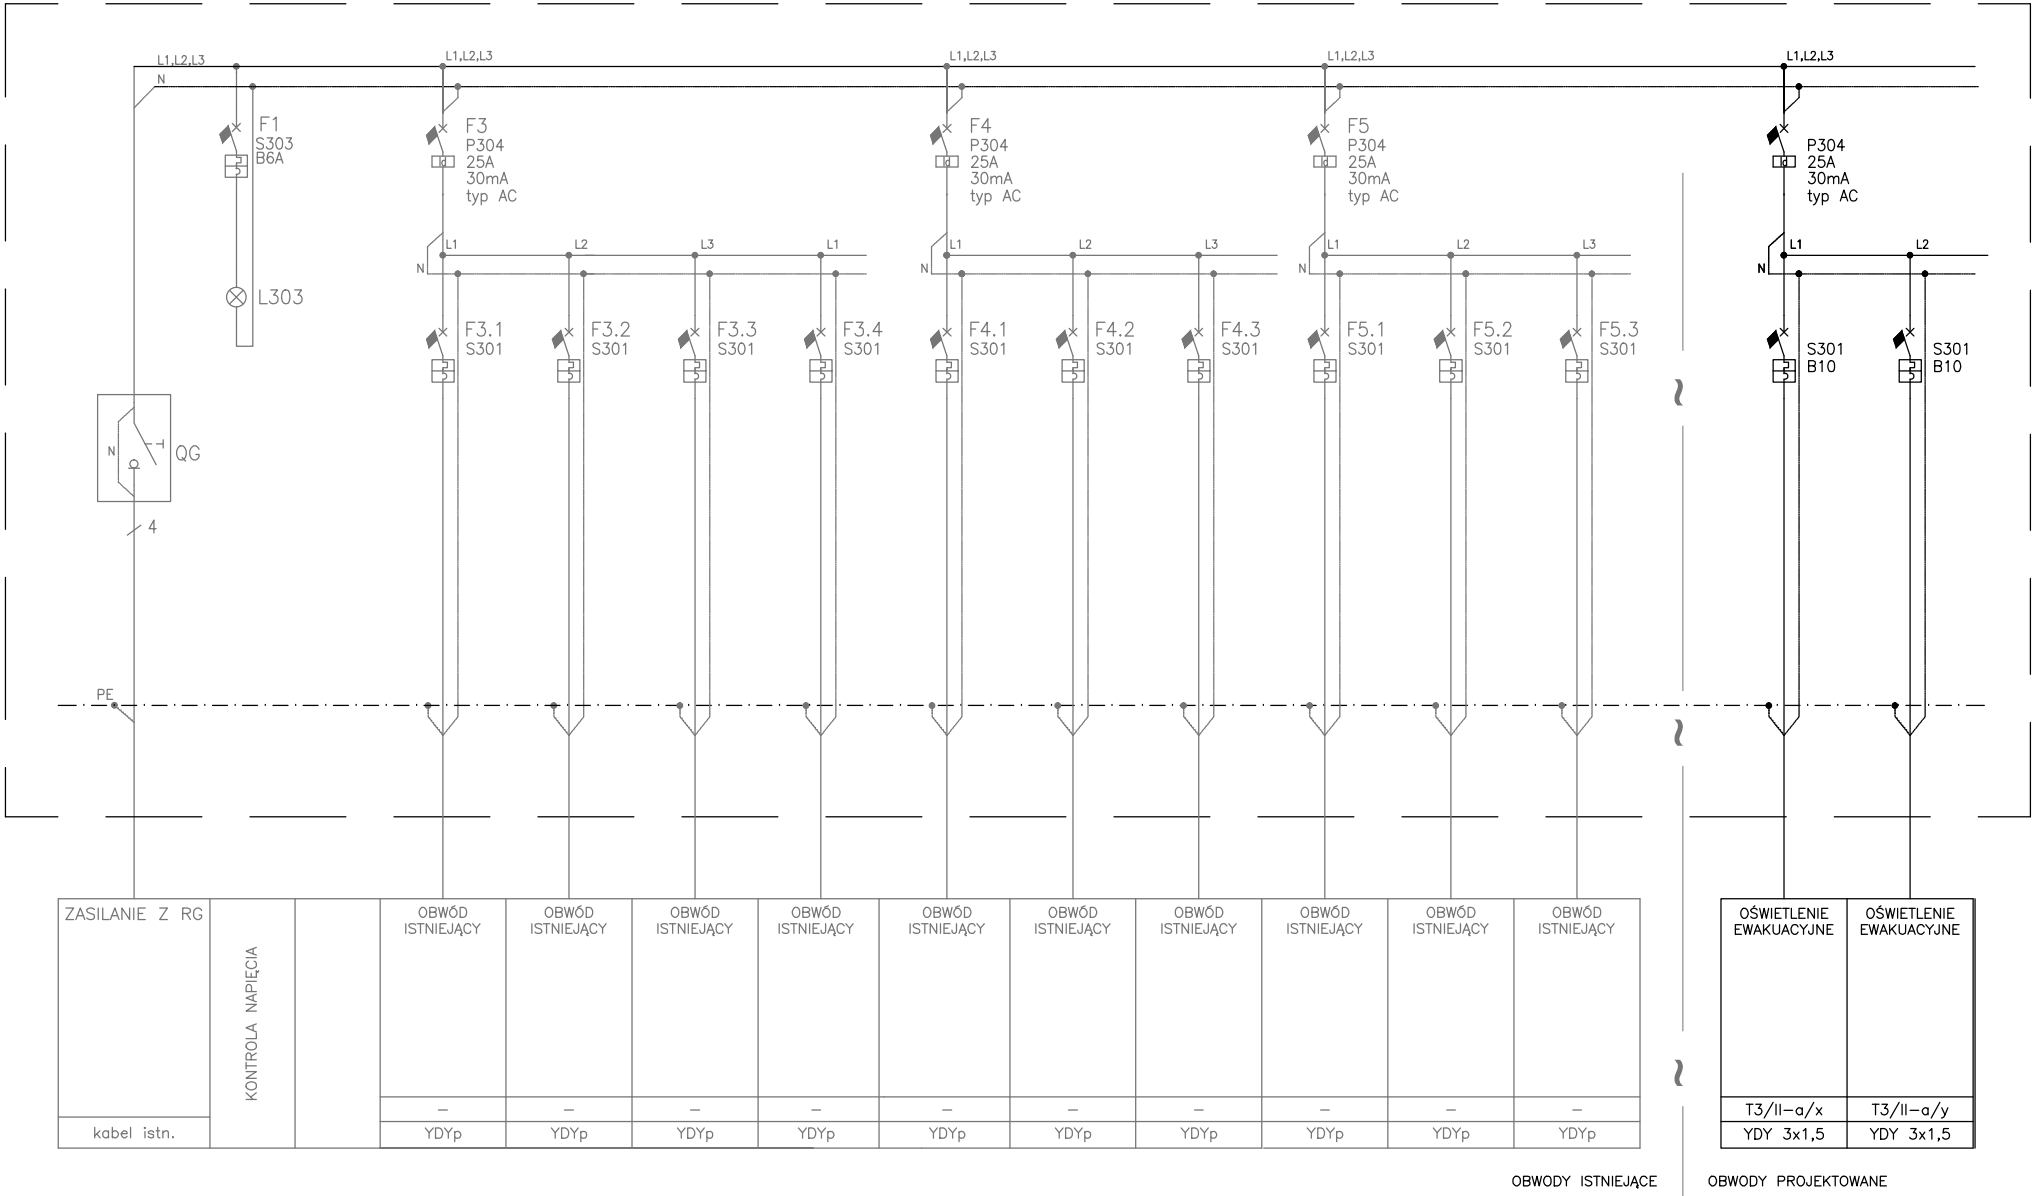 L1,L2,L3
L1,L2,L3
L1,L2,L3
L1,L2,L3
L1,L2,L3
N
F1
S303
B6A
F3
P304
25A
30mA
typ AC
F4
P304
25A
30mA
typ AC
F5
P304
25A
30mA
typ AC
P304
25A
30mA
typ AC
L1
L2
L3
L1
L1
L2
L3
L1
L2
L3
L1
L2
N
N
N
N
L303
F3.1
S301
F3.2
S301
F3.3
S301
F3.4
S301
F4.1
S301
F4.2
S301
F4.3
S301
F5.1
S301
F5.2
S301
F5.3
S301
S301
B10
S301
B10
N
QG
4
PE
ZASILANIE Z RG
kabel istn.
KONTROLA NAPIĘCIA
OBWÓD
ISTNIEJĄCY
–
YDYp
OBWÓD
ISTNIEJĄCY
–
YDYp
OBWÓD
ISTNIEJĄCY
–
YDYp
OBWÓD
ISTNIEJĄCY
–
YDYp
OBWÓD
ISTNIEJĄCY
–
YDYp
OBWÓD
ISTNIEJĄCY
–
YDYp
OBWÓD
ISTNIEJĄCY
–
YDYp
OBWÓD
ISTNIEJĄCY
–
YDYp
OBWÓD
ISTNIEJĄCY
–
YDYp
OBWÓD
ISTNIEJĄCY
–
YDYp
OŚWIETLENIE
EWAKUACYJNE
T3/II–a/x
YDY 3x1,5
OŚWIETLENIE
EWAKUACYJNE
T3/II–a/y
YDY 3x1,5
OBWODY ISTNIEJĄCE
OBWODY PROJEKTOWANE